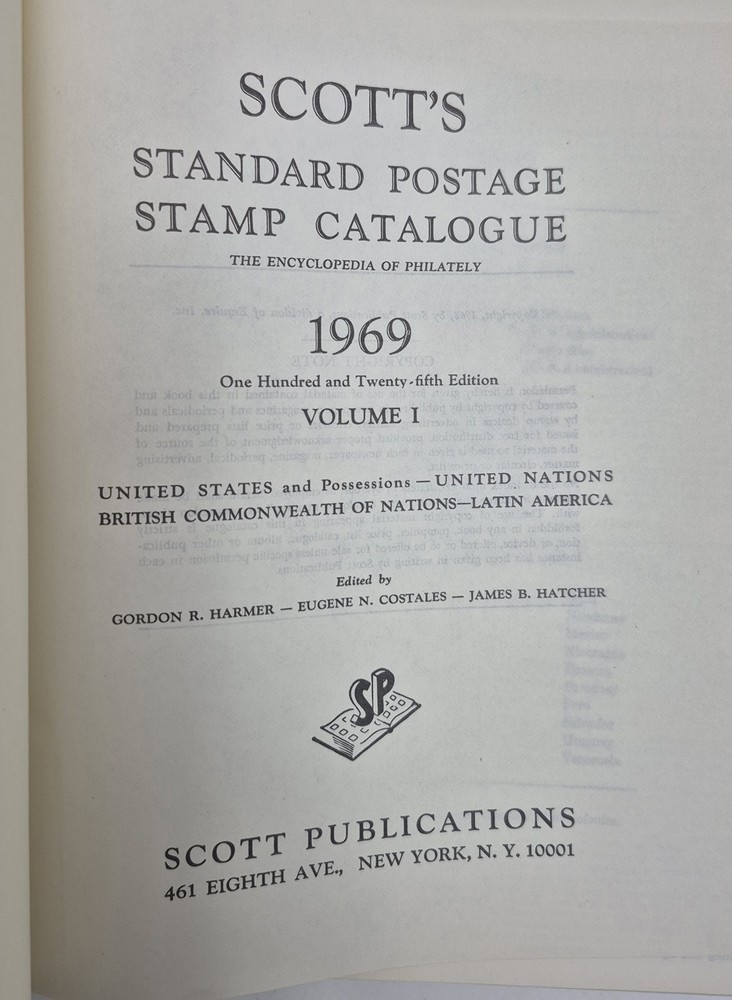 SCOTT'S
STANDARD POSTAGE
STAMP CATALOGUE
THE ENCYCLOPEDIA OF PHILATELY
1969
One Hundred and Twenty-fifth Edition
VOLUME I
UNITED STATES and Possessions — UNITED NATIONS
BRITISH COMMONWEALTH OF NATIONS—LATIN AMERICA
Edited by
GORDON R. HARMER — EUGENE N. COSTALES — JAMES B. HATCHER
SP
SCOTT PUBLICATIONS
461 EIGHTH AVE., NEW YORK, N. Y. 10001